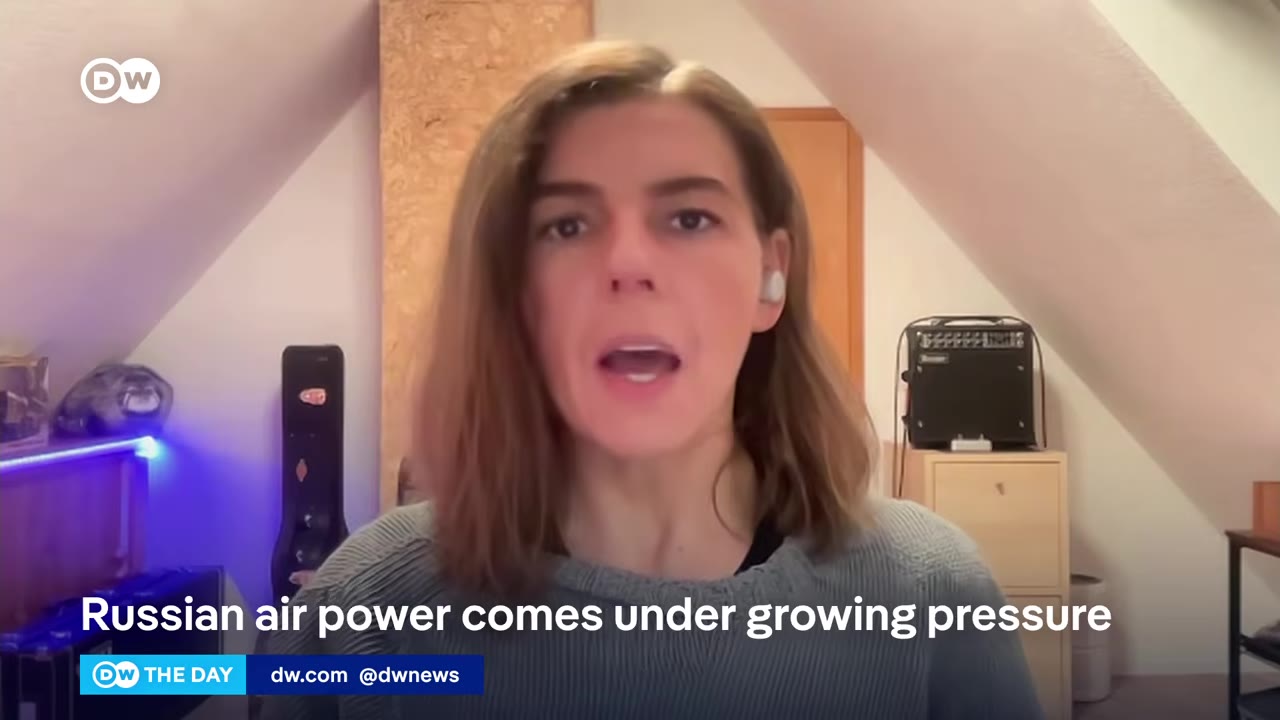 DW
Russian air power comes under growing pressure
DW THE DAY dw.com @dwnews